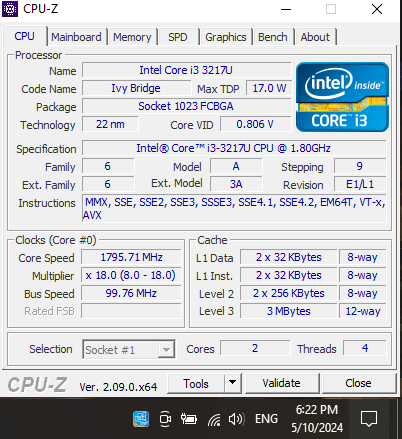 CPU-Z
CPU Mainboard Memory SPD Graphics Bench About
Processor
Name Intel Core i3 3217U
Code Name Ivy Bridge Max TDP 17.0 W
Package Socket 1023 FCBGA
Technology 22 nm Core VID 0.806 V
intel inside™
CORE™ i3
Specification Intel® Core™ i3-3217U CPU @ 1.80GHz
Family 6 Model A Stepping 9
Ext. Family 6 Ext. Model 3A Revision E1/L1
Instructions MMX, SSE, SSE2, SSE3, SSSE3, SSE4.1, SSE4.2, EM64T, VT-x,
AVX
Clocks (Core #0) Cache
Core Speed 1795.71 MHz L1 Data 2 x 32 KBytes 8-way
Multiplier x 18.0 (8.0 - 18.0) L1 Inst. 2 x 32 KBytes 8-way
Bus Speed 99.76 MHz Level 2 2 x 256 KBytes 8-way
Rated FSB Level 3 3 MBytes 12-way
Selection Socket #1 Cores 2 Threads 4
CPU-Z Ver. 2.09.0.x64 Tools Validate Close
ENG 6:22 PM
5/10/2024